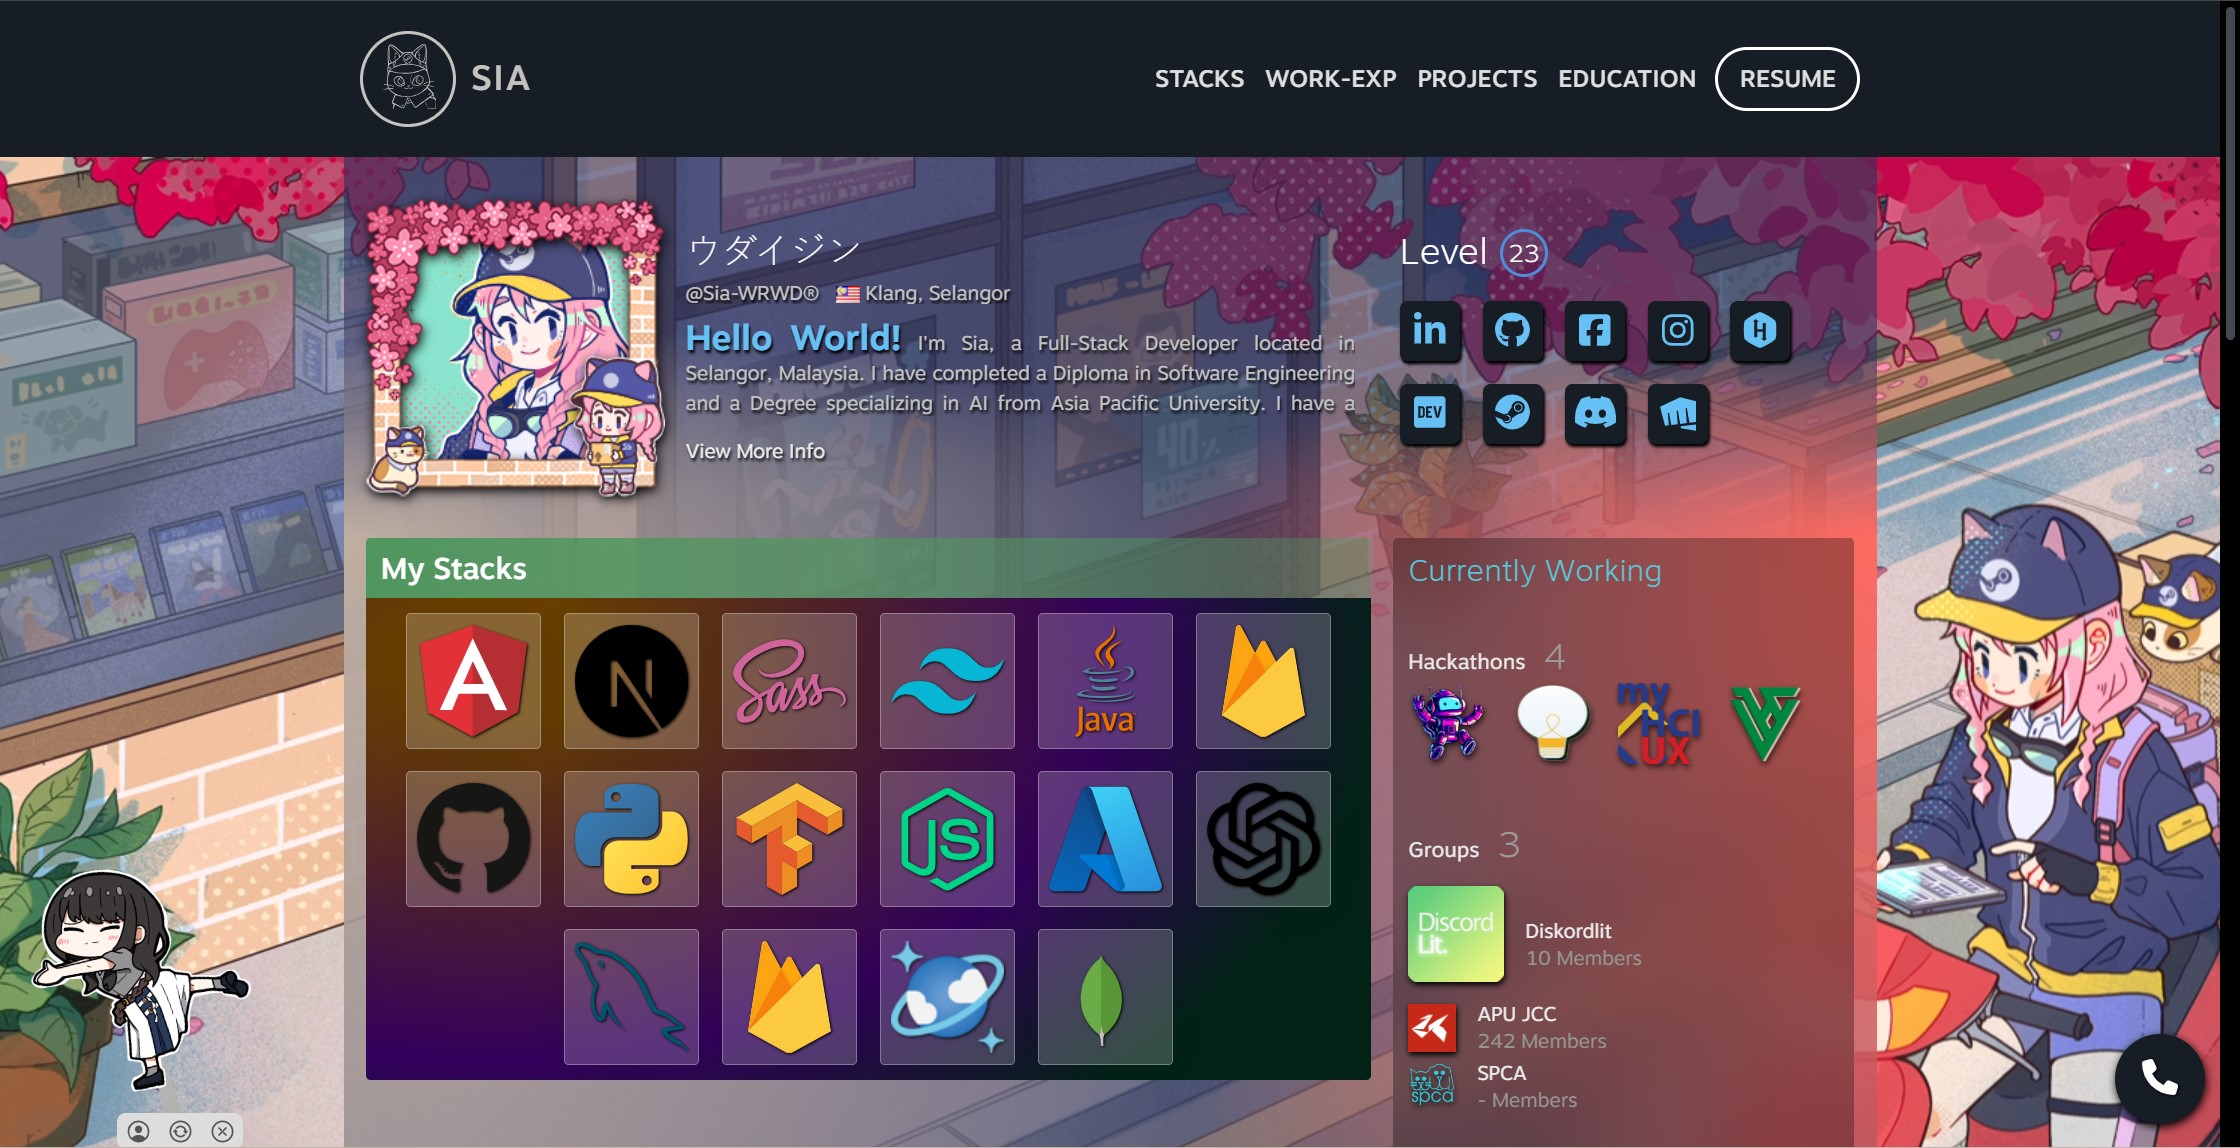 SIA
STACKS WORK-EXP PROJECTS EDUCATION RESUME
ウダイジン
@Sia-WRWD® Klang, Selangor
Hello World! I'm Sia, a Full-Stack Developer located in
Selangor, Malaysia. I have completed a Diploma in Software Engineering
and a Degree specializing in AI from Asia Pacific University. I have a
View More Info
Level 23
in
H
DEV
My Stacks
Sass
Java
JS
Currently Working
Hackathons 4
my
HCI
UX
Groups 3
Discord
Lit.
Diskordlit
10 Members
APU JCC
242 Members
spca
SPCA
- Members
40%